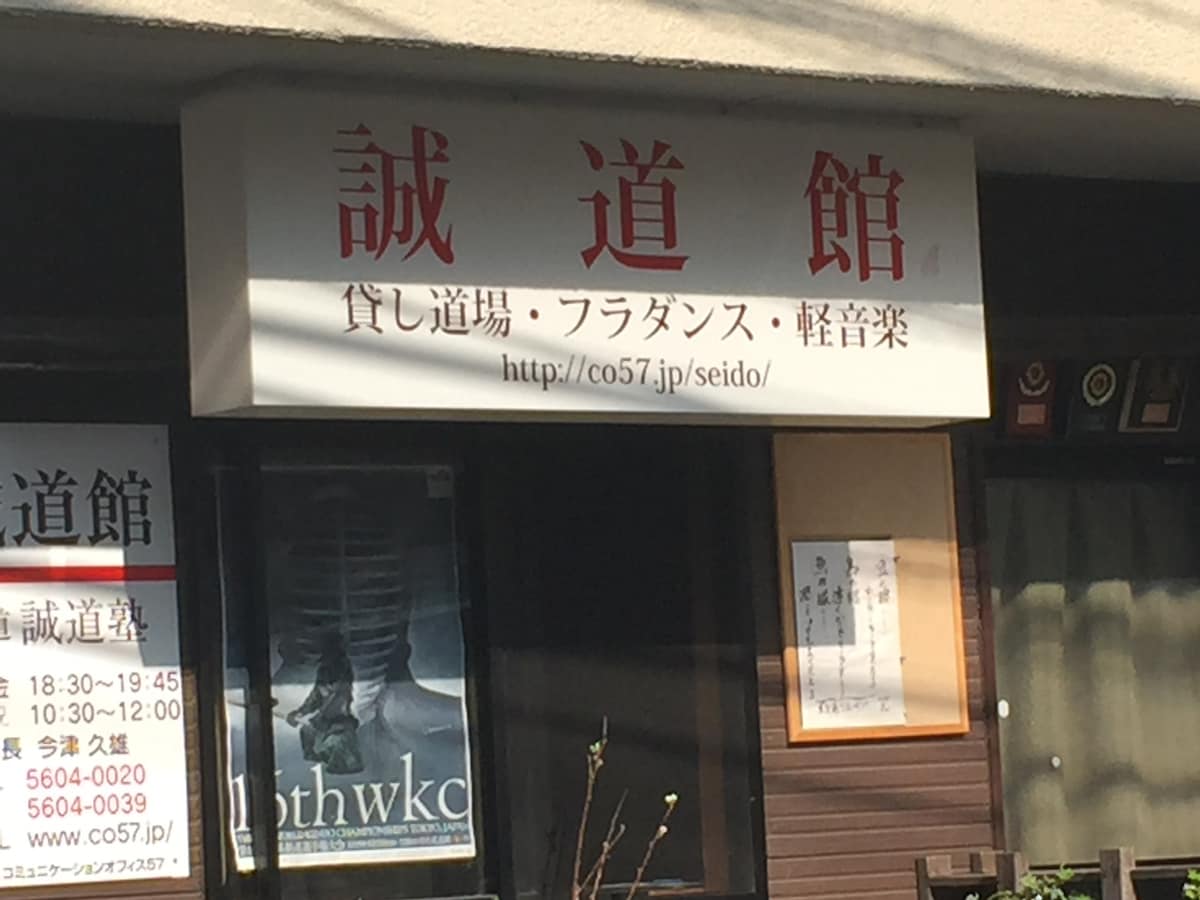 誠道館
貸し道場・フラダンス・軽音楽
http://co57.jp/seido/
道館
誠道塾
金 18:30～19:45
10:30～12:00
長 今津 久雄
5604-0020
5604-0039
L www.co57.jp/
コミュニケーションオフィス57
16thwkc